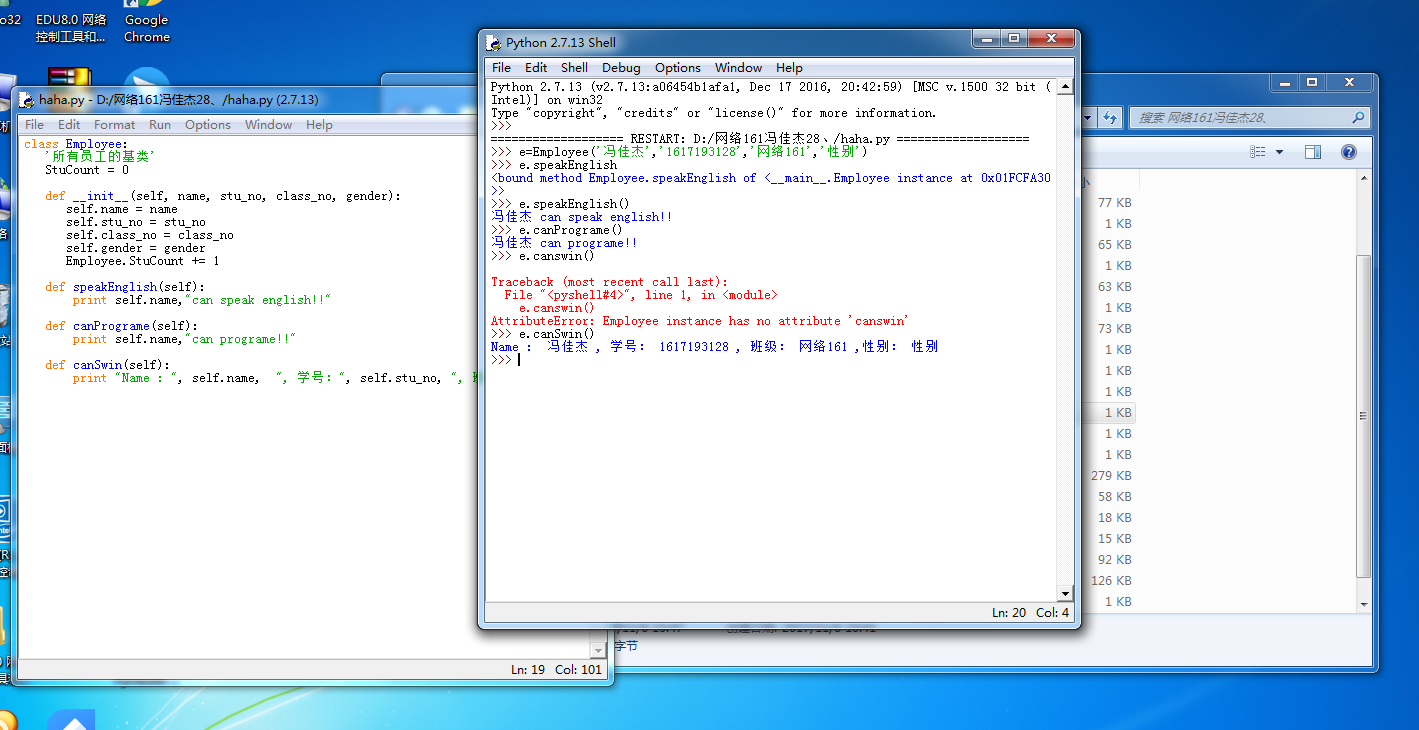 EDU8.0 网络
控制工具和...
Google
Chrome
haha.py - D:/网络161冯佳杰28、/haha.py (2.7.13)
File Edit Format Run Options Window Help
class Employee:
'所有员工的基类'
StuCount = 0
def __init__(self, name, stu_no, class_no, gender):
self.name = name
self.stu_no = stu_no
self.class_no = class_no
self.gender = gender
Employee.StuCount += 1
def speakEnglish(self):
print self.name,"can speak english!!"
def canPrograme(self):
print self.name,"can programe!!"
def canSwin(self):
print "Name : ", self.name,  ", 学号：", self.stu_no, ",
Ln: 19 Col: 101
Python 2.7.13 Shell
File Edit Shell Debug Options Window Help
Python 2.7.13 (v2.7.13:a06454b1afa1, Dec 17 2016, 20:42:59) [MSC v.1500 32 bit (
Intel)] on win32
Type "copyright", "credits" or "license()" for more information.
>>>
=================== RESTART: D:/网络161冯佳杰28、/haha.py ===================
>>> e=Employee('冯佳杰','1617193128','网络161','性别')
>>> e.speakEnglish
<bound method Employee.speakEnglish of <__main__.Employee instance at 0x01FCFA30
>>
>>> e.speakEnglish()
冯佳杰 can speak english!!
>>> e.canPrograme()
冯佳杰 can programe!!
>>> e.canswin()
Traceback (most recent call last):
File "<pyshell#4>", line 1, in <module>
e.canswin()
AttributeError: Employee instance has no attribute 'canswin'
>>> e.canSwin()
Name :  冯佳杰 , 学号： 1617193128 , 班级： 网络161 ,性别： 性别
>>>
Ln: 20 Col: 4
搜索 网络161冯佳杰28、
77 KB
1 KB
65 KB
1 KB
63 KB
1 KB
73 KB
1 KB
1 KB
1 KB
1 KB
1 KB
1 KB
279 KB
58 KB
18 KB
15 KB
92 KB
126 KB
1 KB
字节